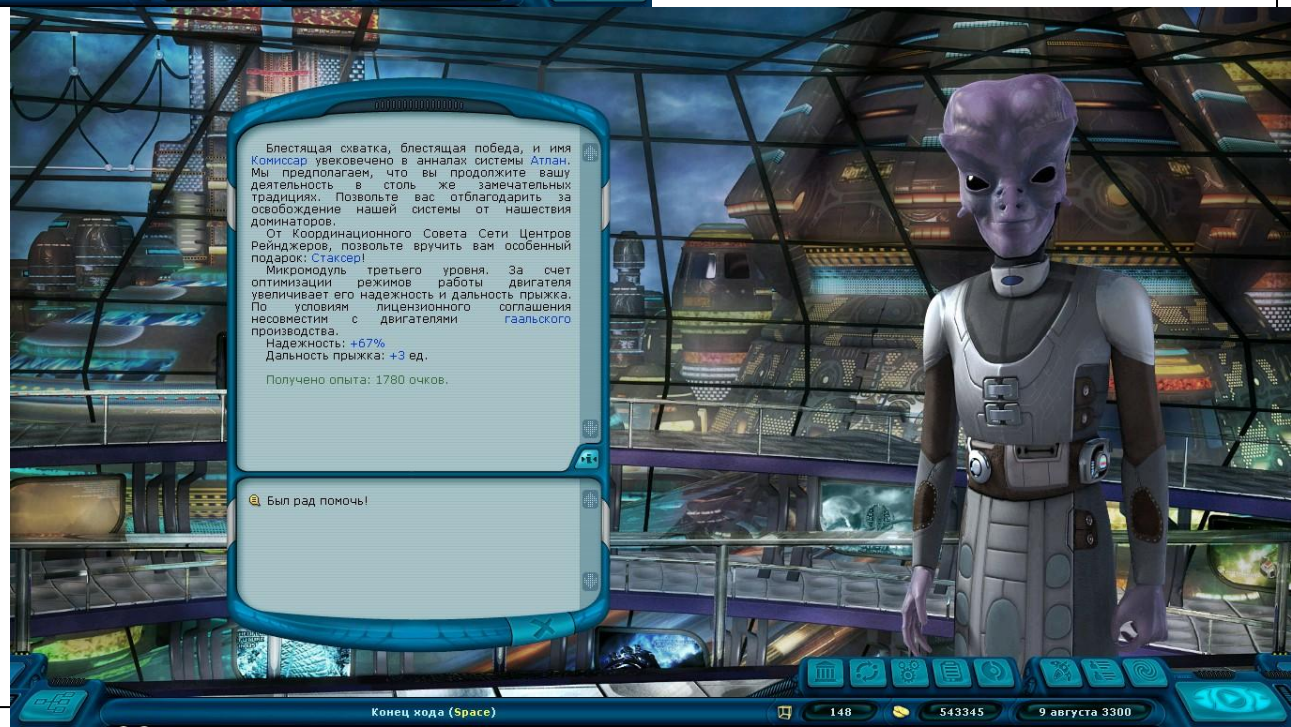 Блестящая схватка, блестящая победа, и имя
Комиссар увековечено в анналах системы Атлан.
Мы предполагаем, что вы продолжите вашу
деятельность в столь же замечательных
традициях. Позвольте вас отблагодарить за
освобождение нашей системы от нашествия
доминаторов.
От Координационного Совета Сети Центров
Рейнджеров, позвольте вручить вам особенный
подарок: Стаксер!
Микромодуль третьего уровня. За счет
оптимизации режимов работы двигателя
увеличивает его надежность и дальность прыжка.
По условиям лицензионного соглашения
несовместим с двигателями гаальского
производства.
Надежность: +67%
Дальность прыжка: +3 ед.
Получено опыта: 1780 очков.
Был рад помочь!
Конец хода (Space)
148
543345
9 августа 3300